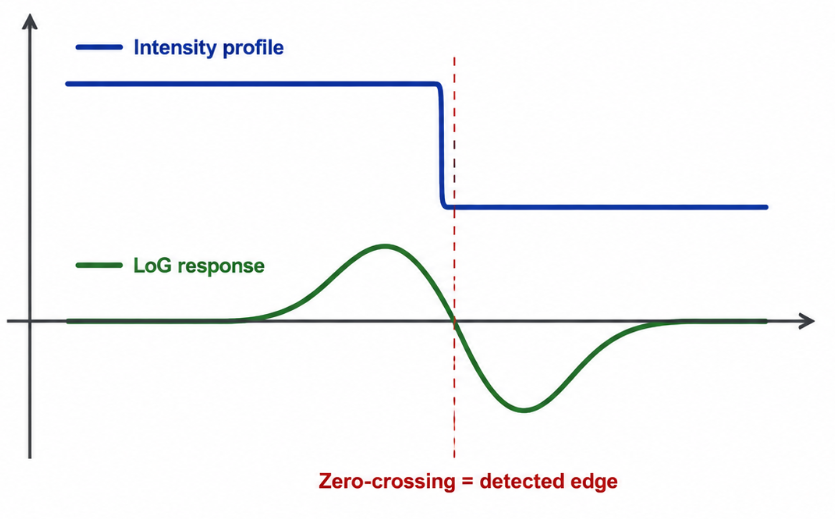 Intensity profile
LoG response
Zero-crossing = detected edge